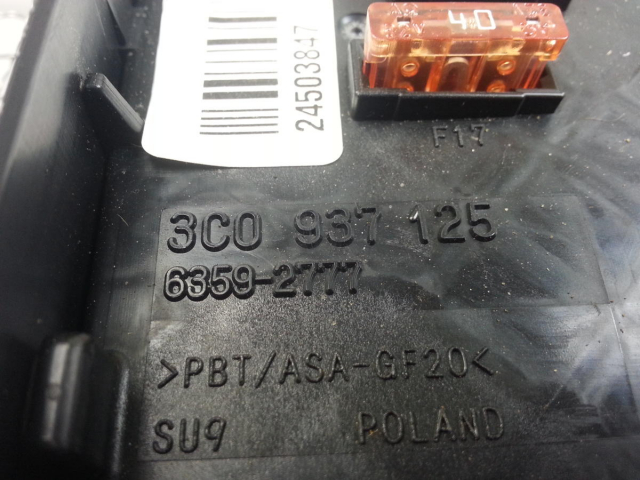 40
24503847
F17
3C0 937 125
6359-2777
>PBT/ASA-GF20<
SU9 POLAND